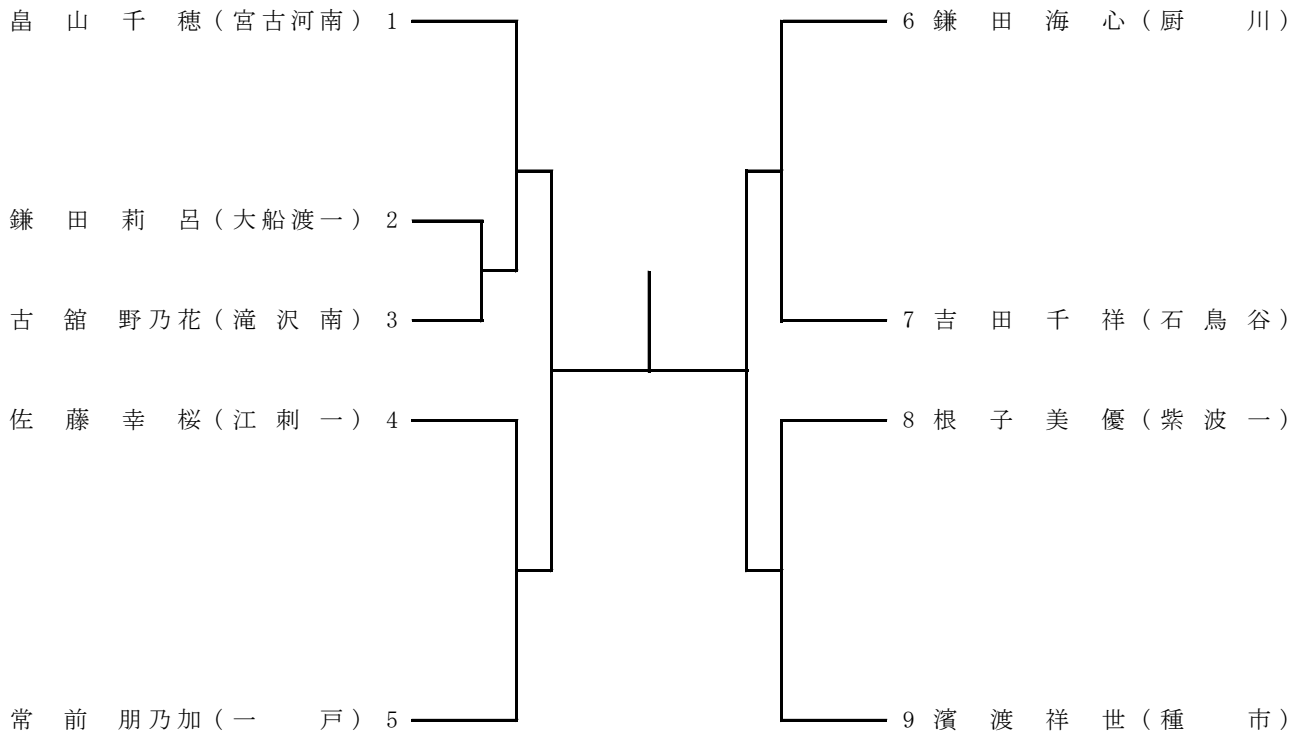 畠山千穂(宮古河南) 1
鎌田莉呂(大船渡一) 2
古舘野乃花(滝沢南) 3
佐藤幸桜(江刺一) 4
常前朋乃加(一戸) 5
6 鎌田海心(厨川)
7 吉田千祥(石鳥谷)
8 根子美優(紫波一)
9 濱渡祥世(種市)